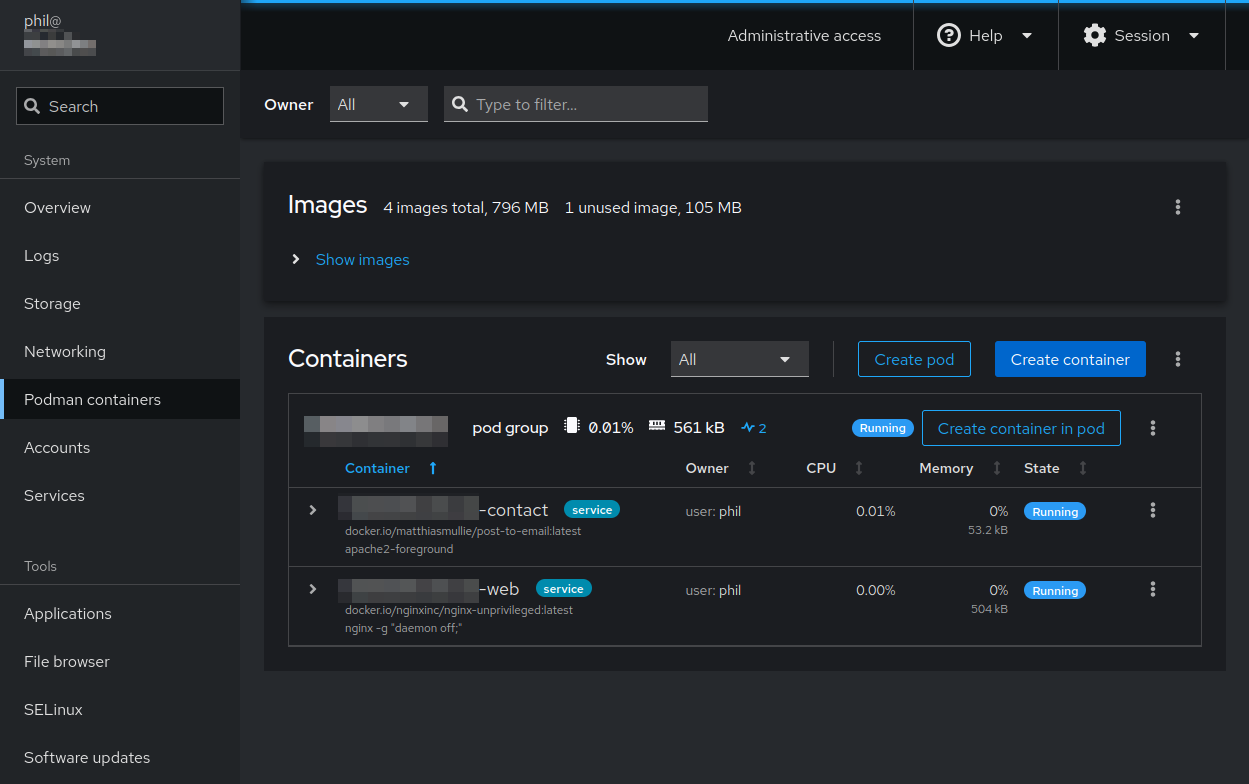 phil@
Administrative access
Help
Session
Search
Owner
All
Type to filter...
System
Overview
Logs
Storage
Networking
Podman containers
Accounts
Services
Tools
Applications
File browser
SELinux
Software updates
Images 4 images total, 796 MB 1 unused image, 105 MB
Show images
Containers
Show
All
Create pod
Create container
pod group 0.01% 561 kB 2 Running Create container in pod
Container Owner CPU Memory State
-contact service user: phil 0.01% 0% Running
53.2 kB
docker.io/matthiasmullie/post-to-email:latest
apache2-foreground
-web service user: phil 0.00% 0% Running
504 kB
docker.io/nginxinc/nginx-unprivileged:latest
nginx -g "daemon off;"